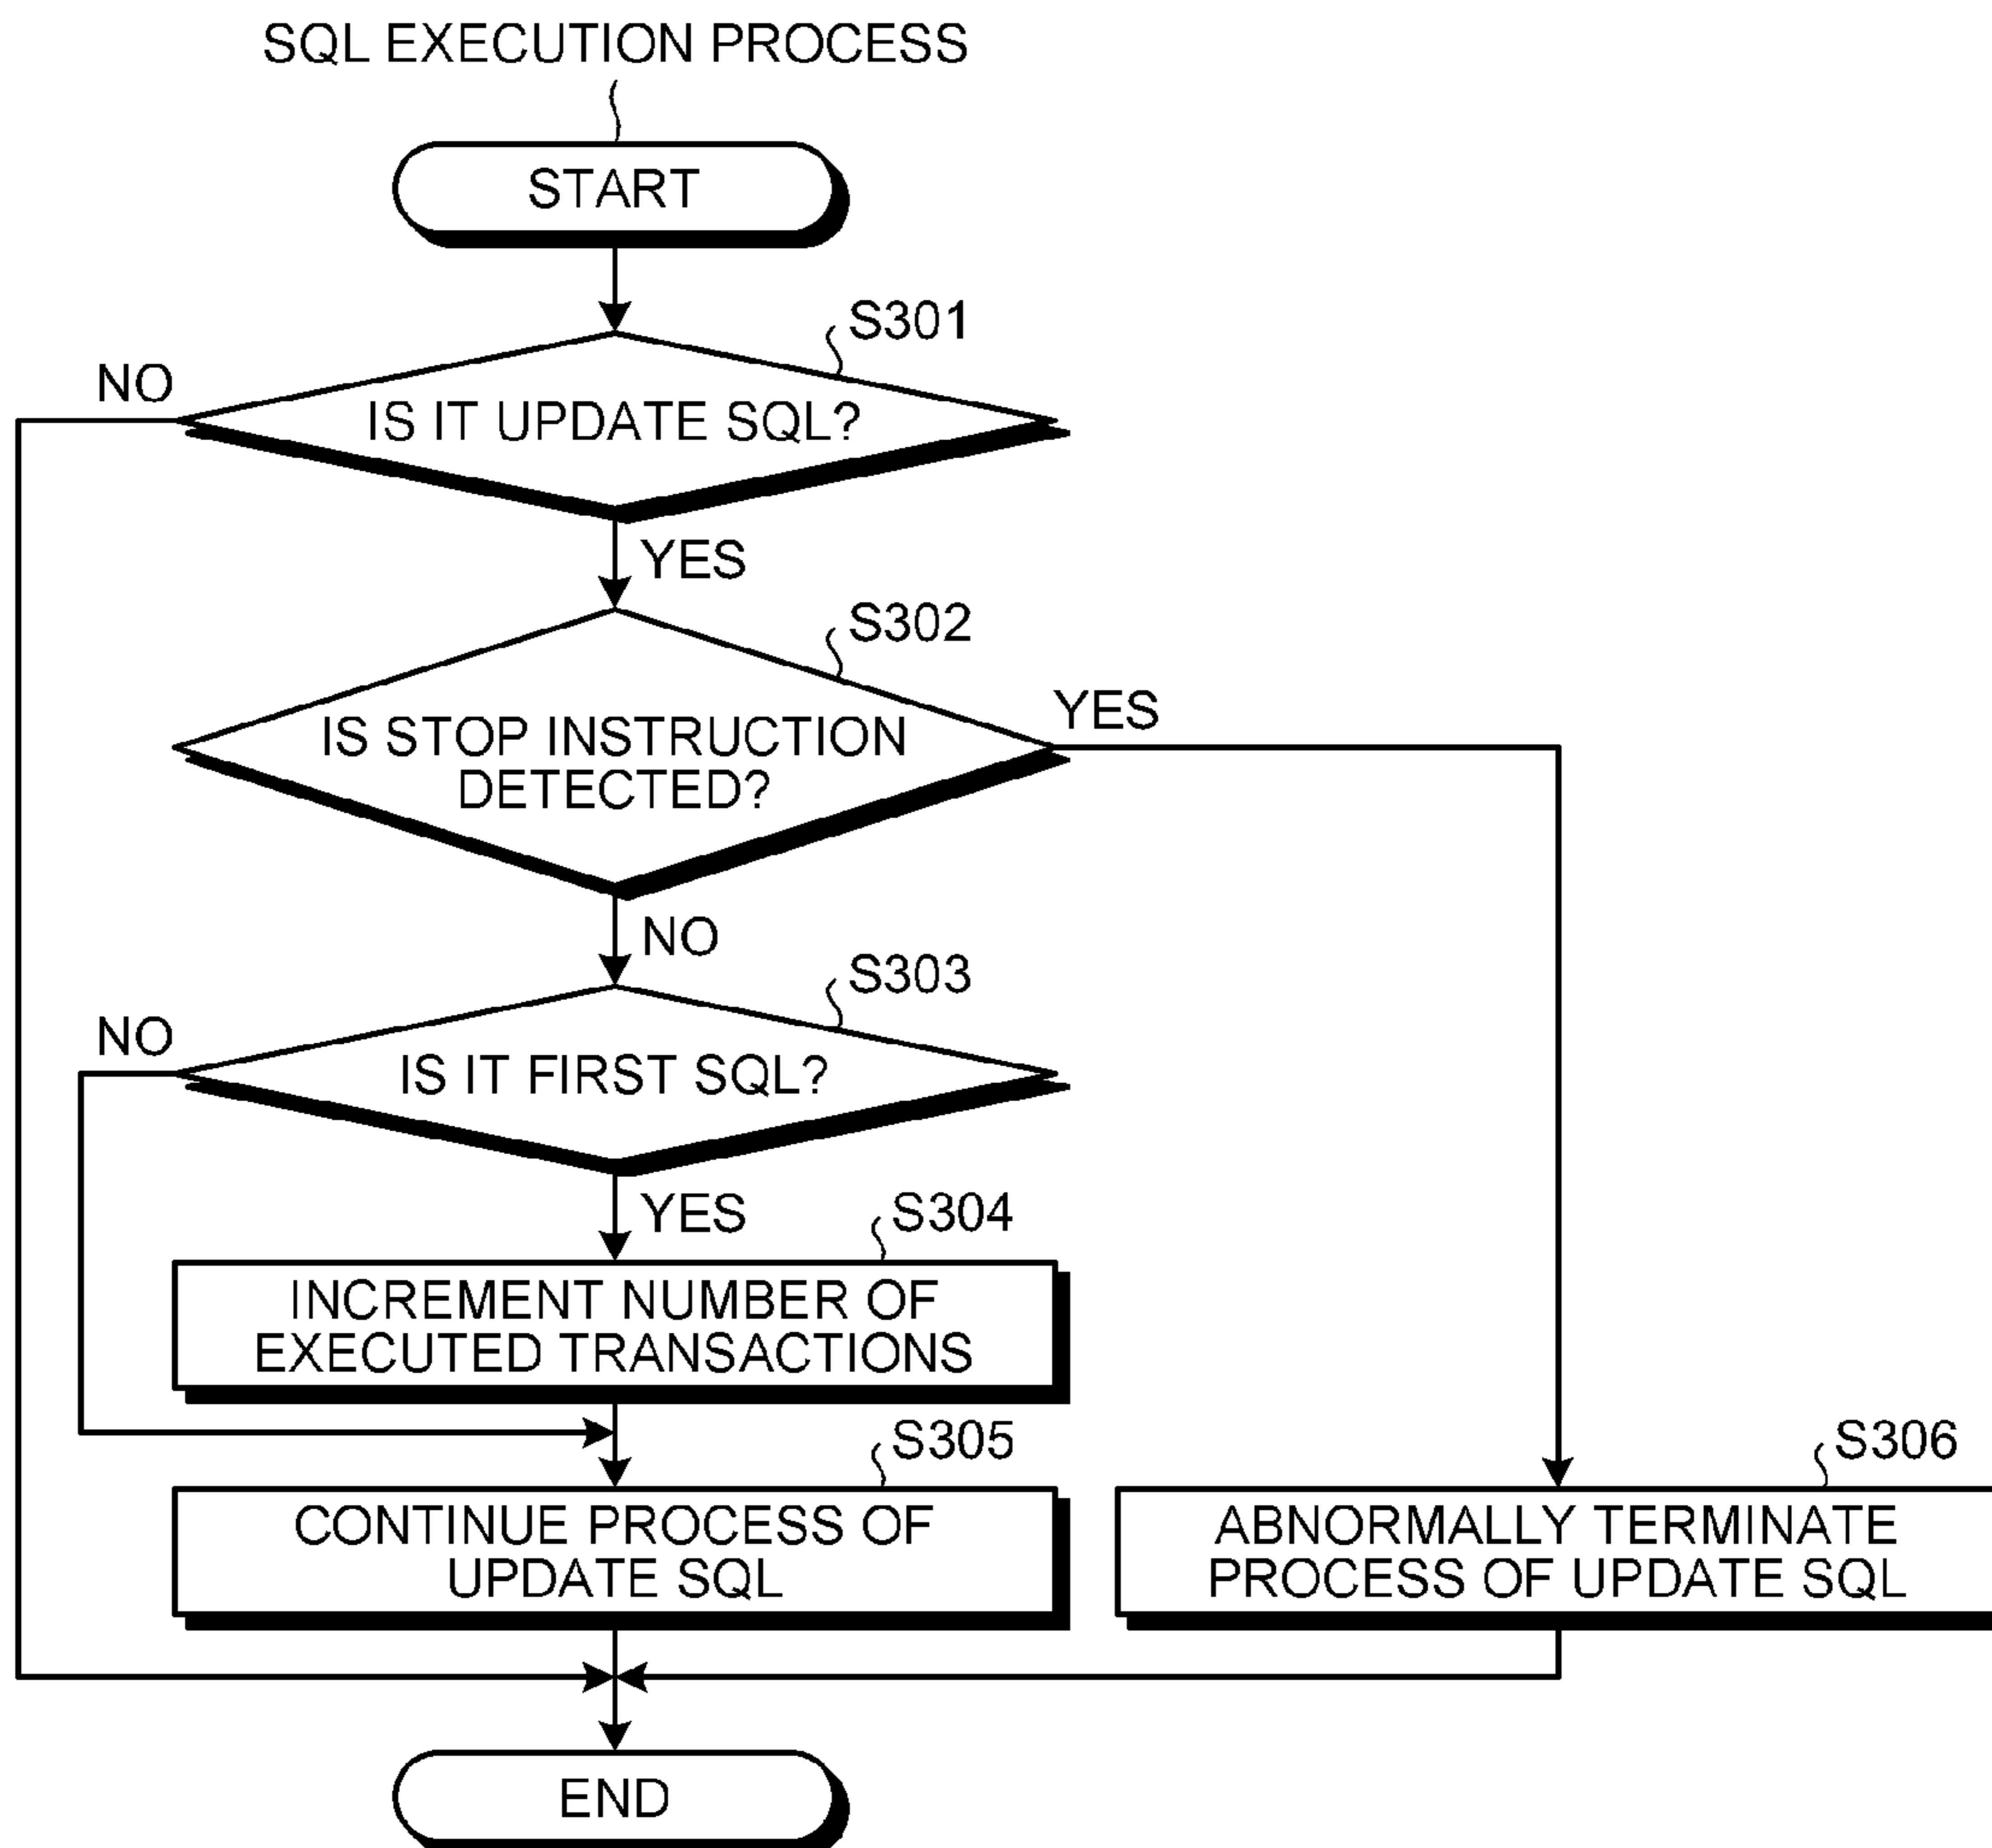 SQL EXECUTION PROCESS
START
S301
NO
IS IT UPDATE SQL?
YES
S302
YES
IS STOP INSTRUCTION
DETECTED?
NO
S303
NO
IS IT FIRST SQL?
YES
S304
INCREMENT NUMBER OF
EXECUTED TRANSACTIONS
S305
CONTINUE PROCESS OF
UPDATE SQL
S306
ABNORMALLY TERMINATE
PROCESS OF UPDATE SQL
END